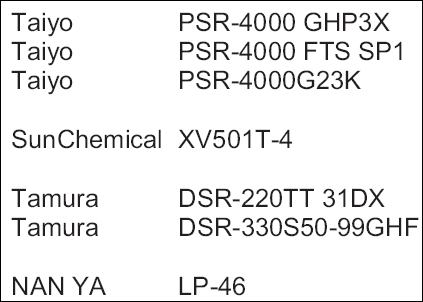 Taiyo PSR-4000 GHP3X
Taiyo PSR-4000 FTS SP1
Taiyo PSR-4000G23K
SunChemical XV501T-4
Tamura DSR-220TT 31DX
Tamura DSR-330S50-99GHF
NAN YA LP-46